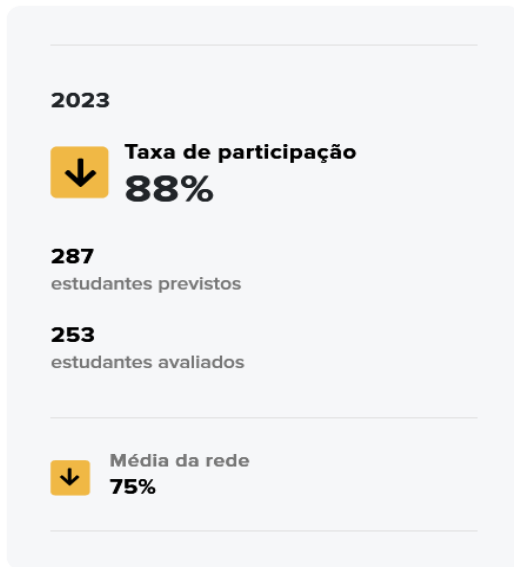 2023
Taxa de participação
88%
287
estudantes previstos
253
estudantes avaliados
Média da rede
75%